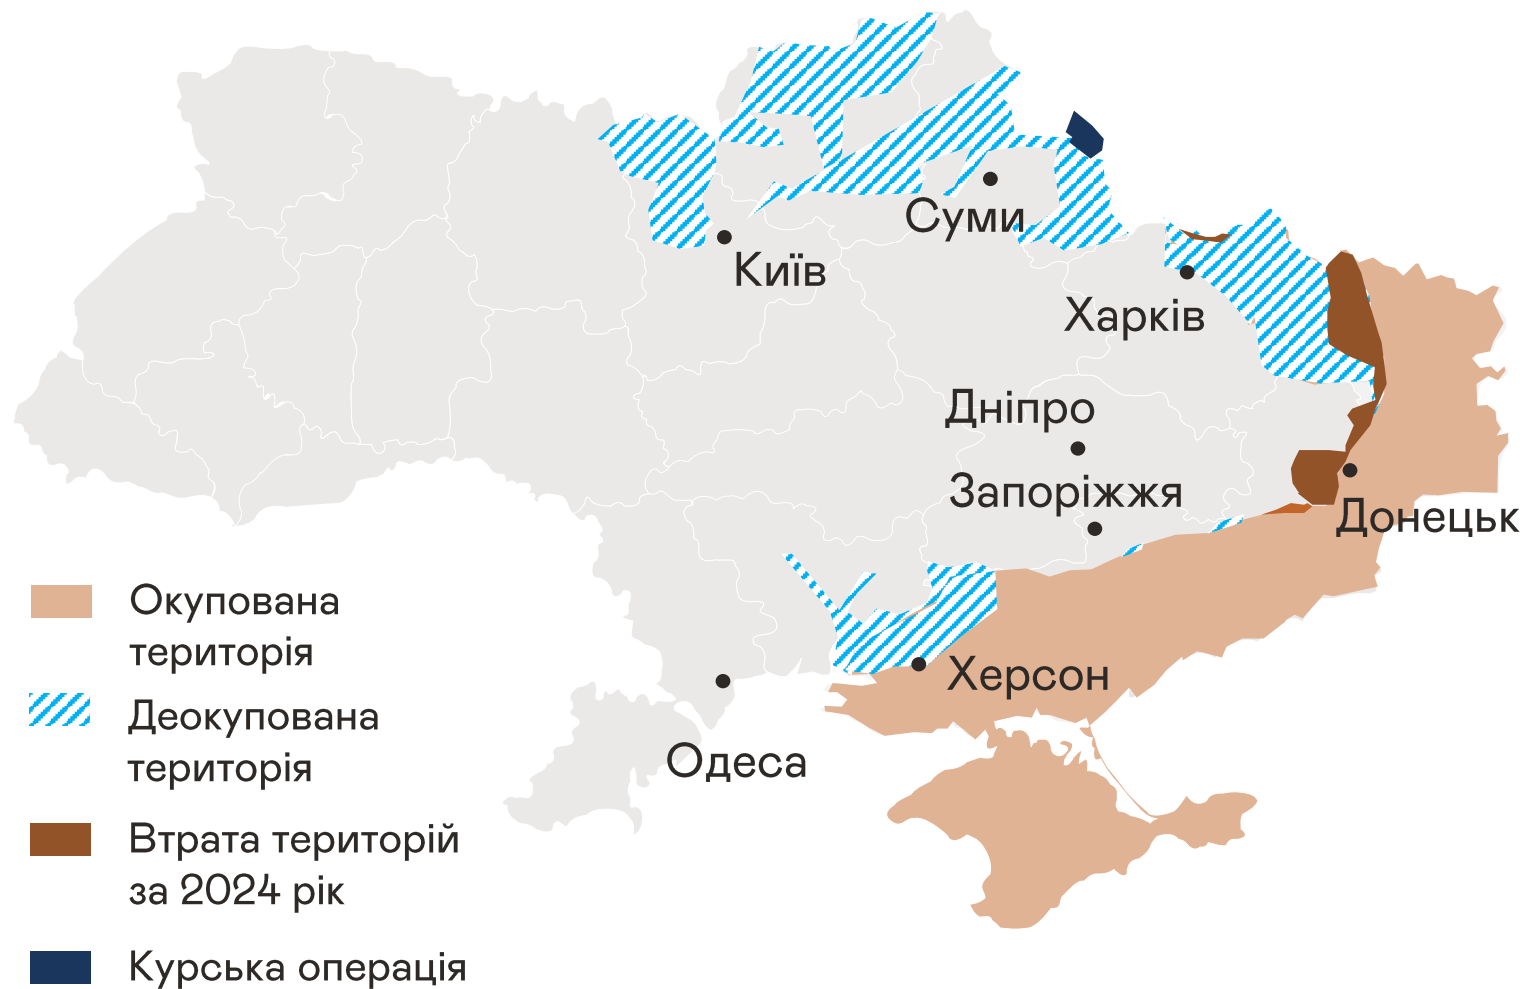 Суми
Київ
Харків
Дніпро
Запоріжжя
Донецьк
Херсон
Одеса
Окупована
територія
Деокупована
територія
Втрата територій
за 2024 рік
Курська операція